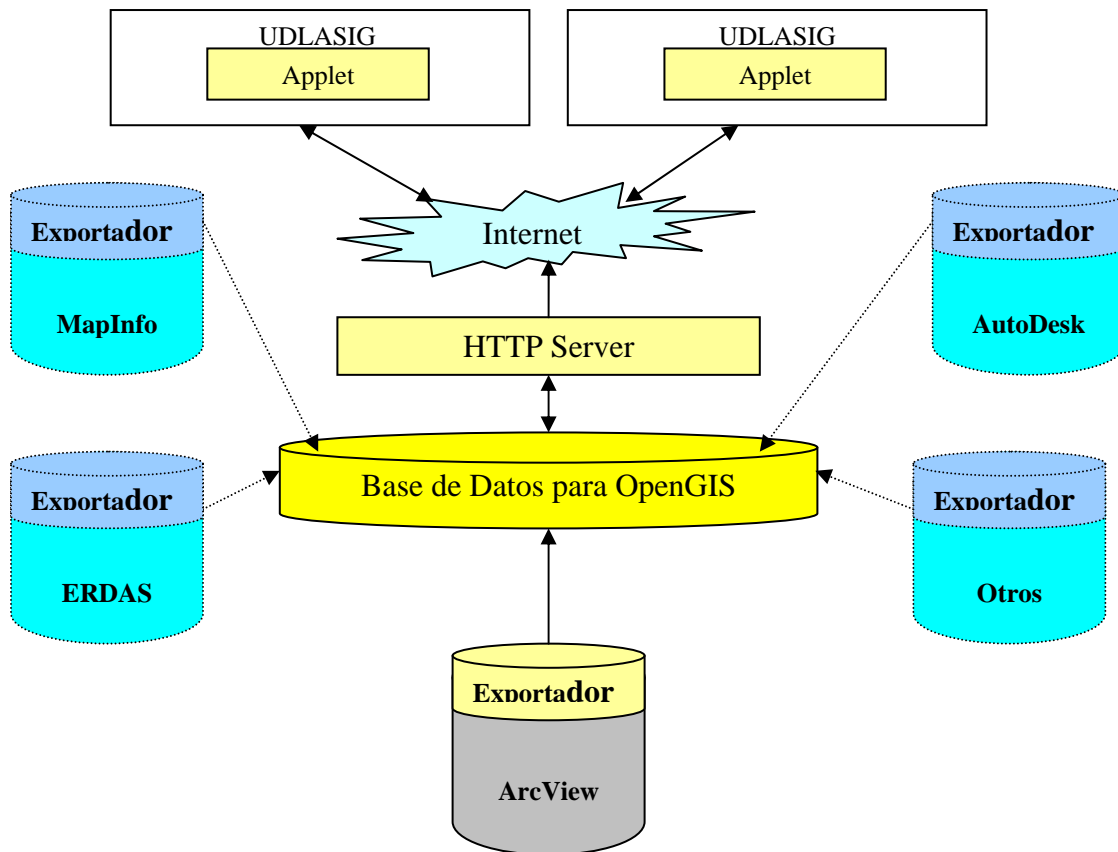 UDLASIG
Applet
UDLASIG
Applet
Internet
Exportador
MapInfo
Exportador
AutoDesk
HTTP Server
Base de Datos para OpenGIS
Exportador
ERDAS
Exportador
Otros
Exportador
ArcView